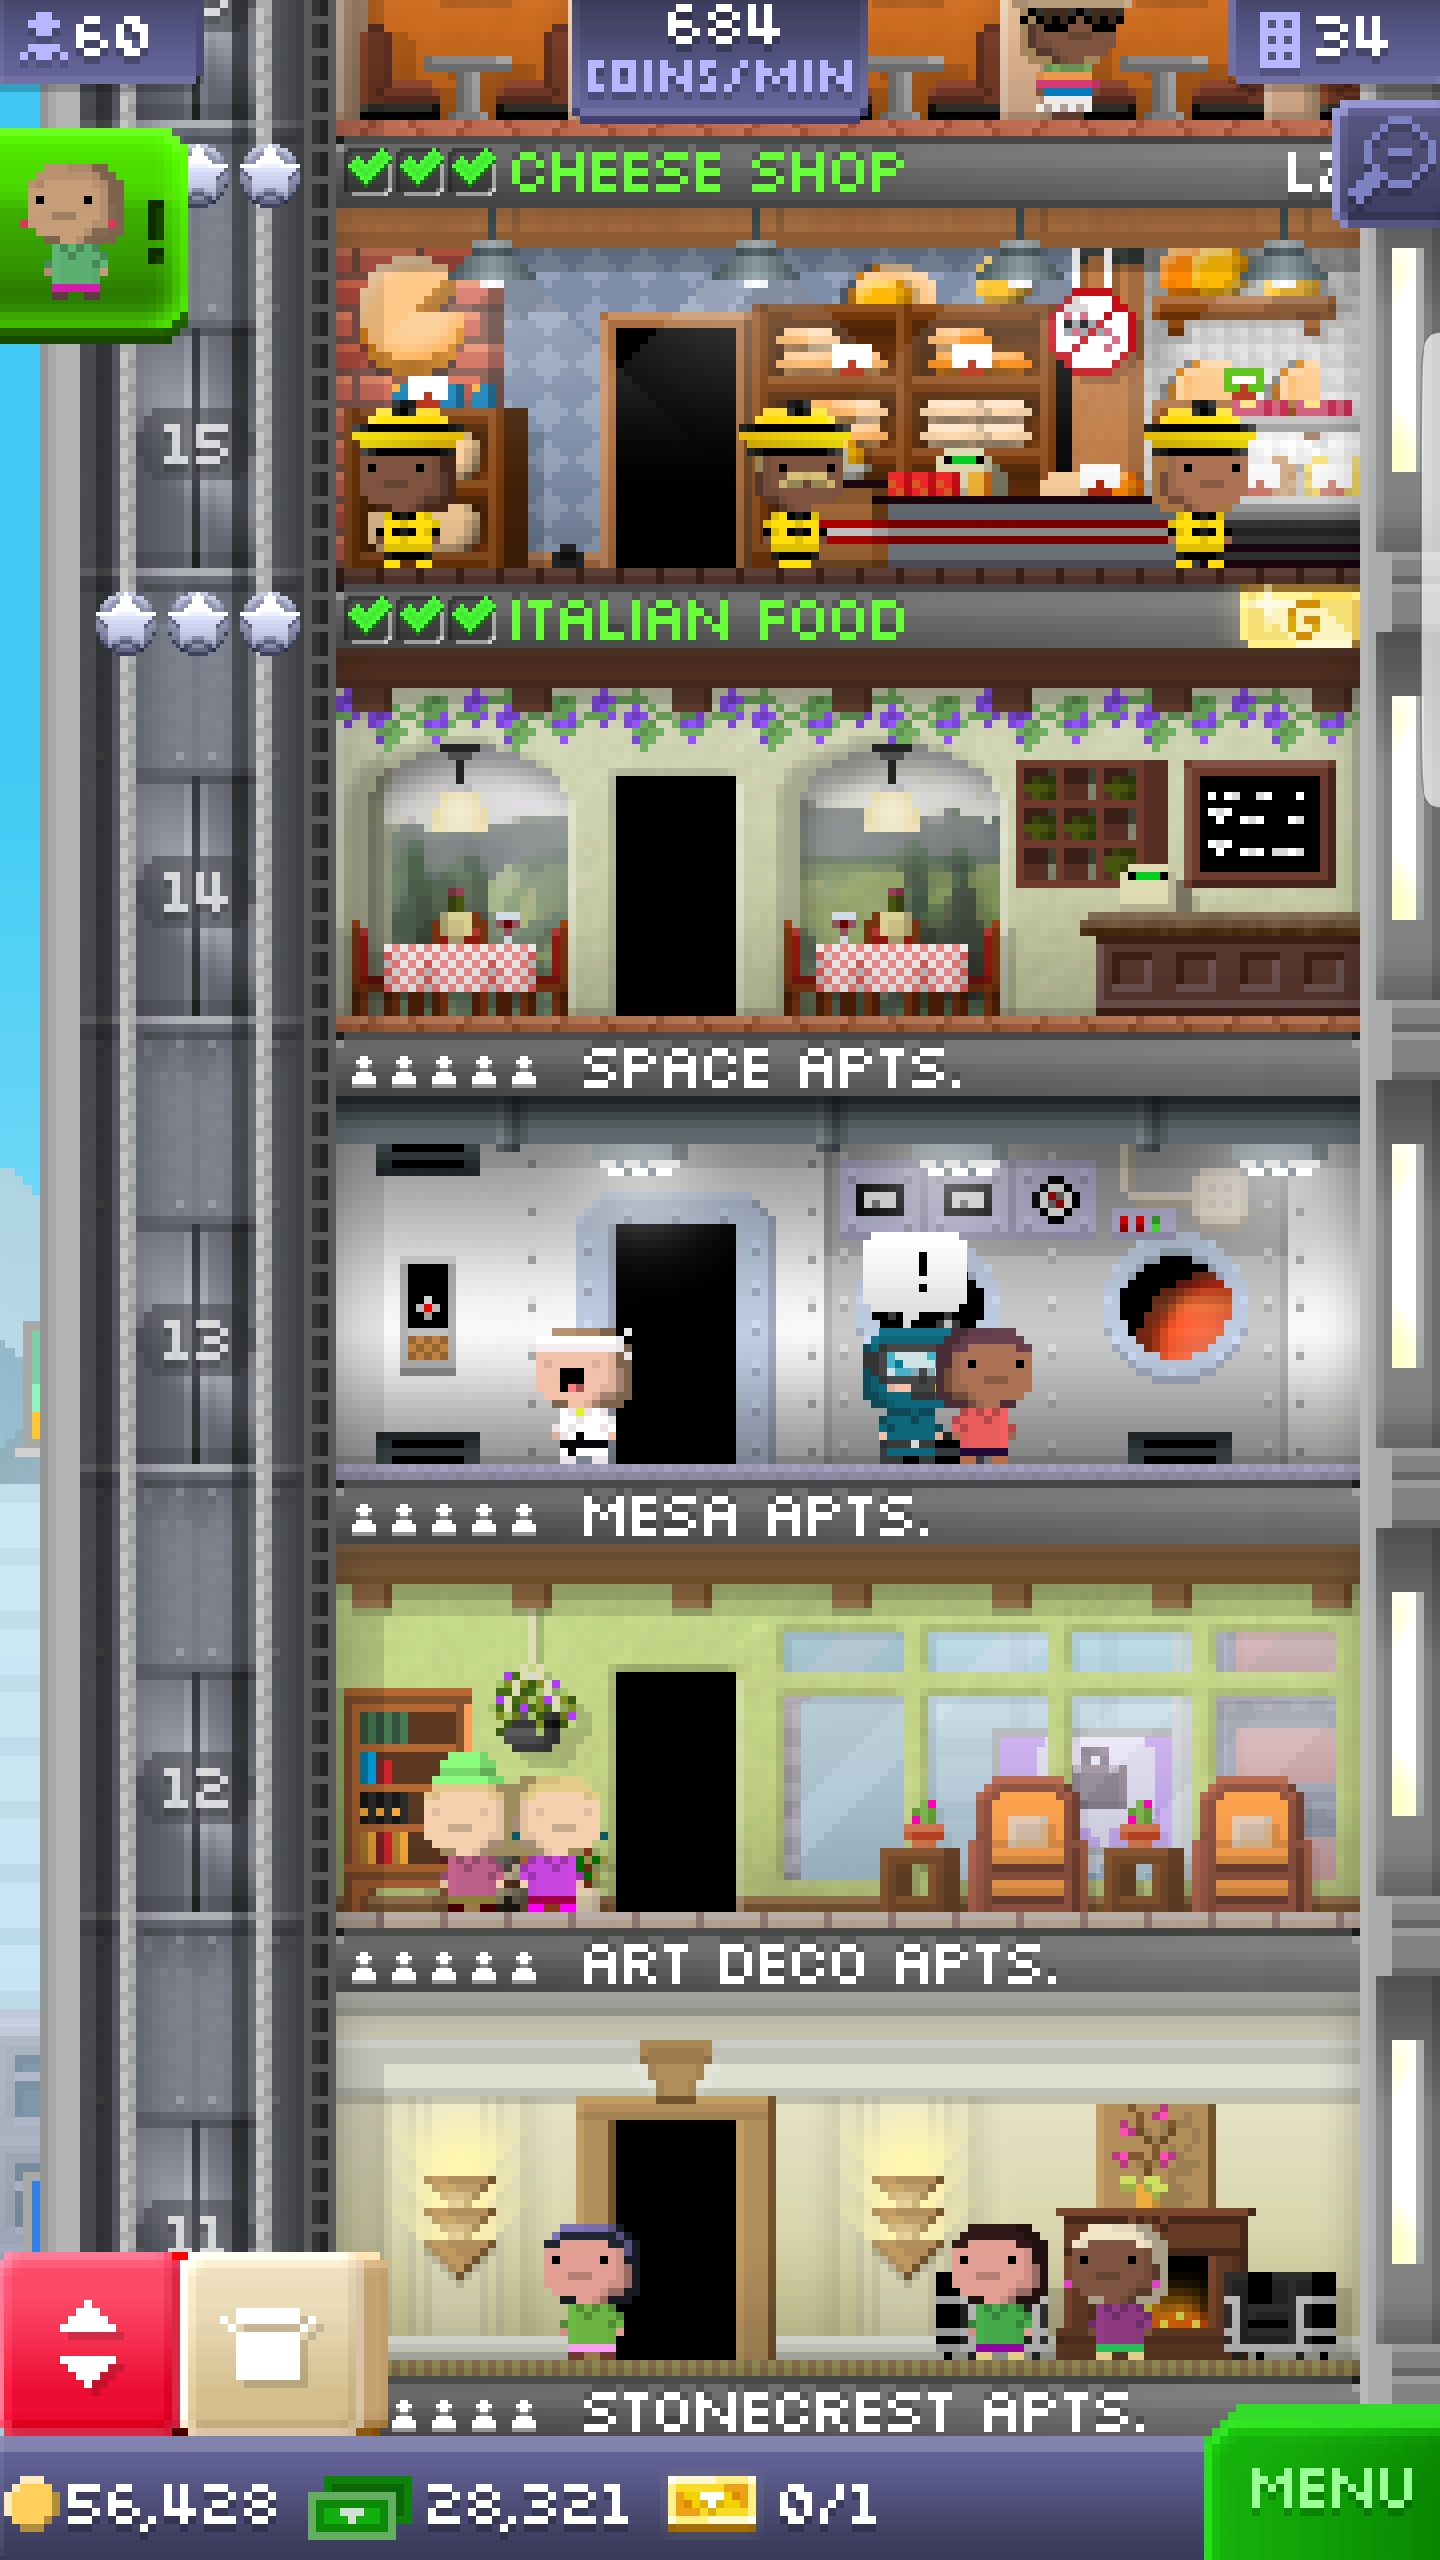 60
684
COINS/MIN
34
CHEESE SHOP
!
15
ITALIAN FOOD
G
14
SPACE APTS.
!
13
MESA APTS.
12
ART DECO APTS.
11
STONECREST APTS.
56,428
28,321
0/1
MENU